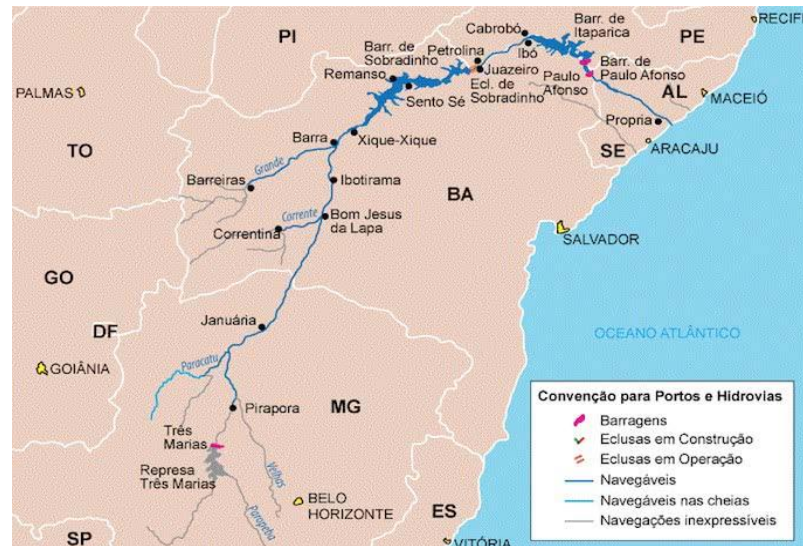 PI
PE
RECIF
Cabrobó
Barr. de
Itaparica
Barr. de
Sobradinho
Petrolina
Ibó
Remanso
Juazeiro
Ecl. de
Sobradinho
Paulo
Afonso
Barr. de
Paulo Afonso
PALMAS
Sento Sé
AL
MACEIÓ
Propria
TO
Barra
Xique-Xique
SE
ARACAJU
Grande
Barreiras
Ibotirama
BA
Corrente
Bom Jesus
da Lapa
Correntina
SALVADOR
GO
DF
Januária
OCEANO ATLÂNTICO
Paracatu
GOIÂNIA
Pirapora
MG
Três
Marias
Velhas
Represa
Três Marias
Parapeba
BELO
HORIZONTE
ES
SP
VITÓRIA
Convenção para Portos e Hidrovias
Barragens
Eclusas em Construção
Eclusas em Operação
Navegáveis
Navegáveis nas cheias
Navegações inexpressíveis